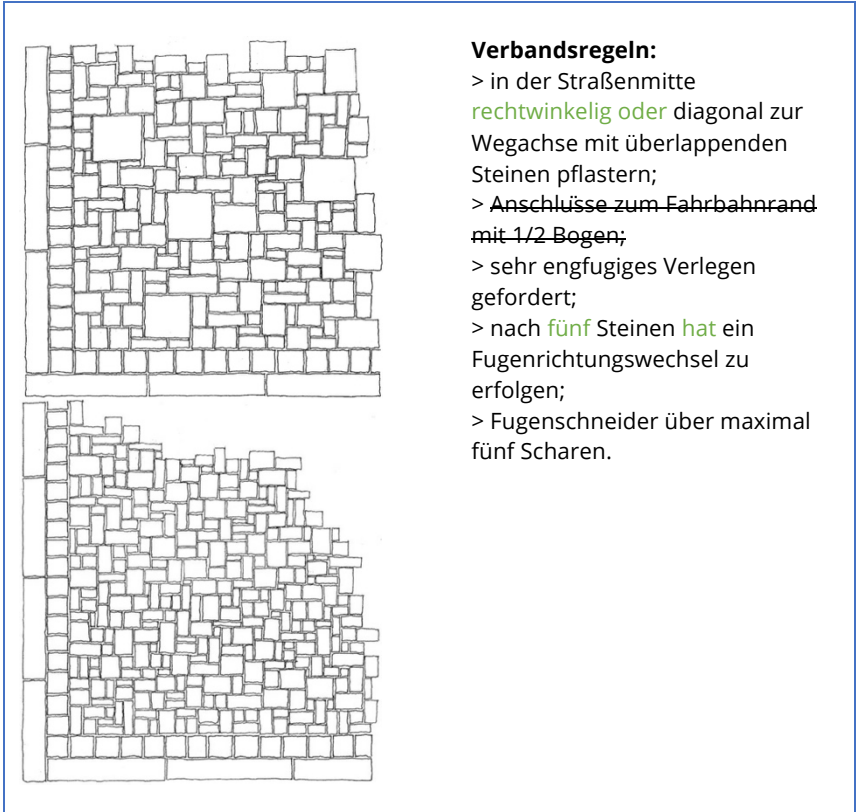 Verbandsregeln:
> in der Straßenmitte
rechtwinkelig oder diagonal zur
Wegachse mit überlappenden
Steinen pflastern;
> Anschlüsse zum Fahrbahnrand
mit 1/2 Bogen;
> sehr engfugiges Verlegen
gefordert;
> nach fünf Steinen hat ein
Fugenrichtungswechsel zu
erfolgen;
> Fugenschneider über maximal
fünf Scharen.